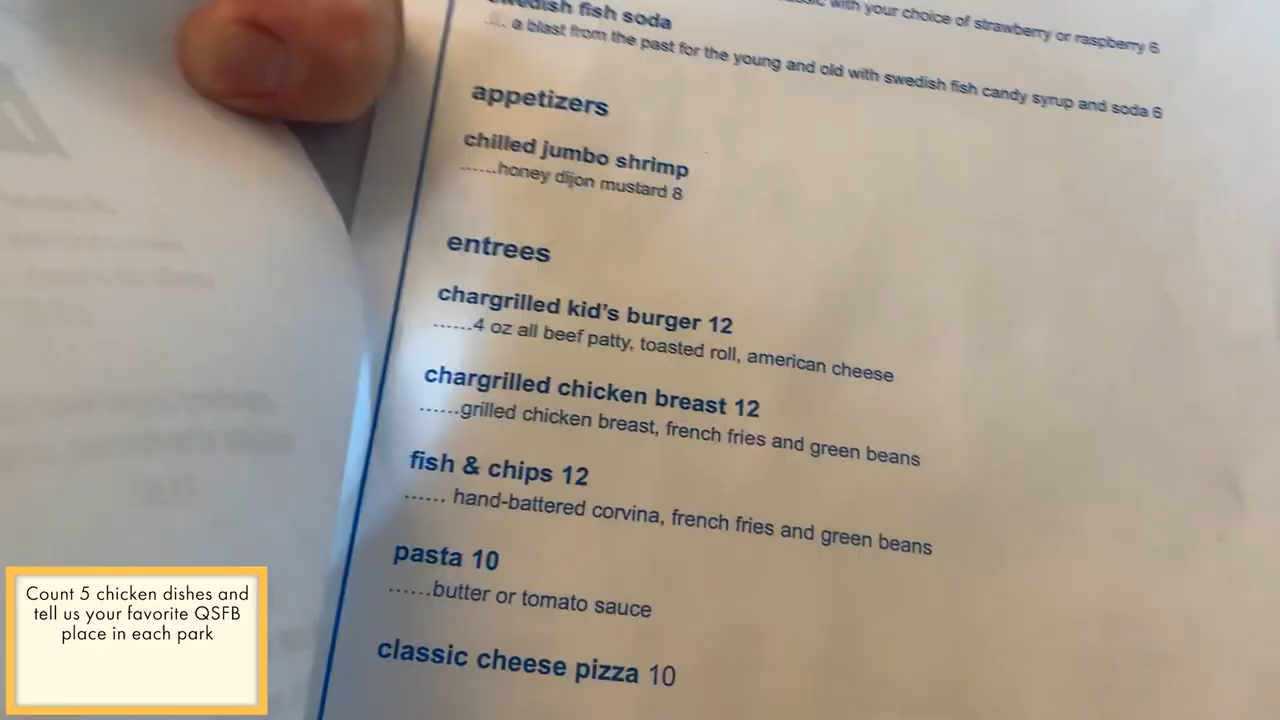 with your choice of strawberry or raspberry 6
swedish fish soda
.... a blast from the past for the young and old with swedish fish candy syrup and soda 6
appetizers
chilled jumbo shrimp
......honey dijon mustard 8
entrees
chargrilled kid's burger 12
......4 oz all beef patty, toasted roll, american cheese
chargrilled chicken breast 12
......grilled chicken breast, french fries and green beans
fish & chips 12
...... hand-battered corvina, french fries and green beans
pasta 10
......butter or tomato sauce
classic cheese pizza 10
Count 5 chicken dishes and
tell us your favorite QSFB
place in each park